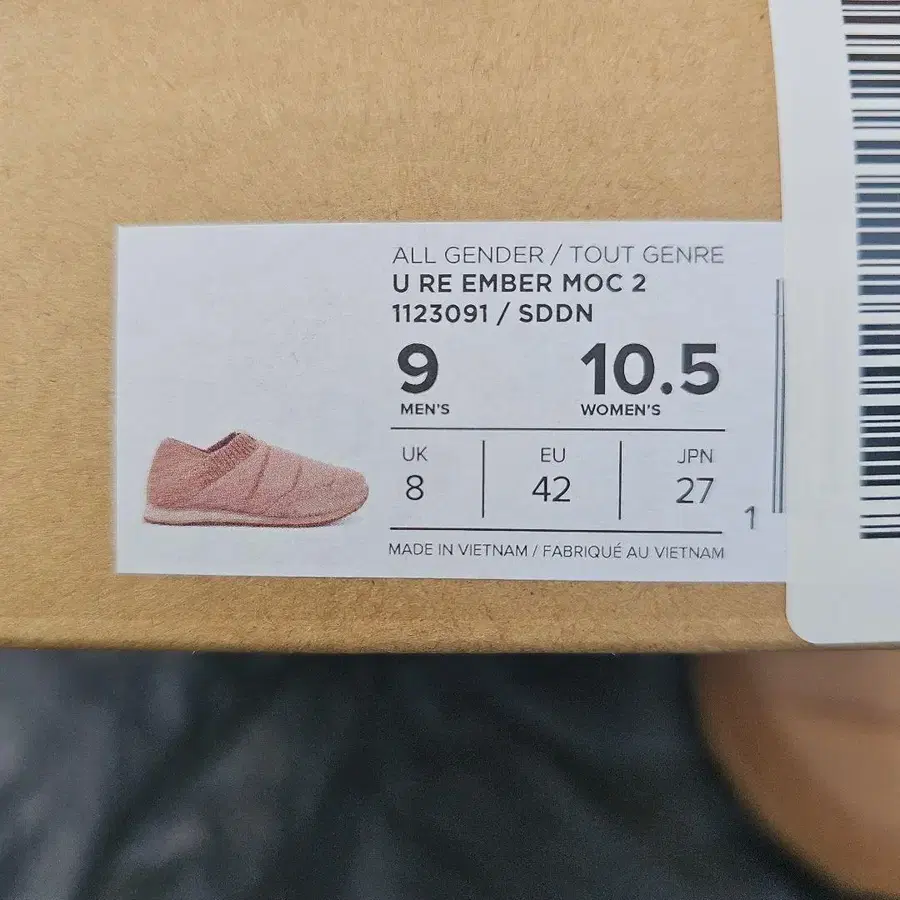 ALL GENDER / TOUT GENRE
U RE EMBER MOC 2
1123091 / SDDN
9 10.5
MEN'S WOMEN'S
UK EU JPN
8 42 27
1
MADE IN VIETNAM / FABRIQUÉ AU VIETNAM